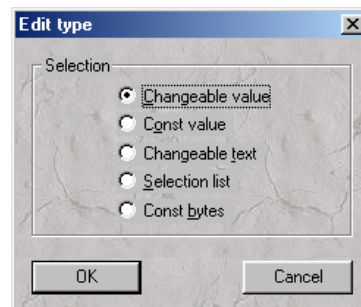 Edit type
Selection
Changeable value
Const value
Changeable text
Selection list
Const bytes
OK
Cancel